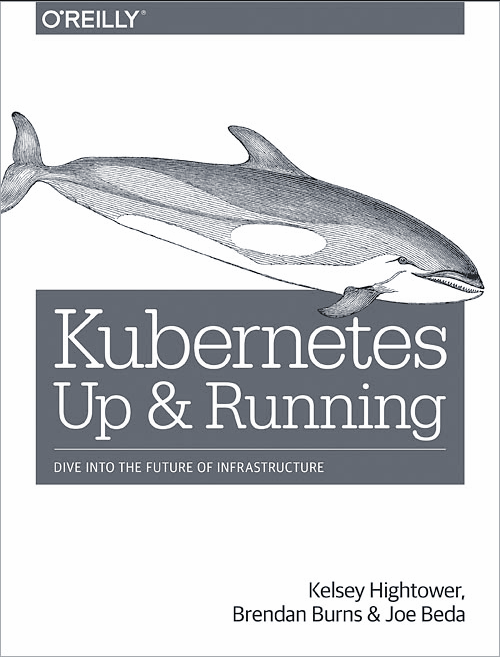 O'REILLY®
Kubernetes
Up & Running
DIVE INTO THE FUTURE OF INFRASTRUCTURE
Kelsey Hightower,
Brendan Burns & Joe Beda